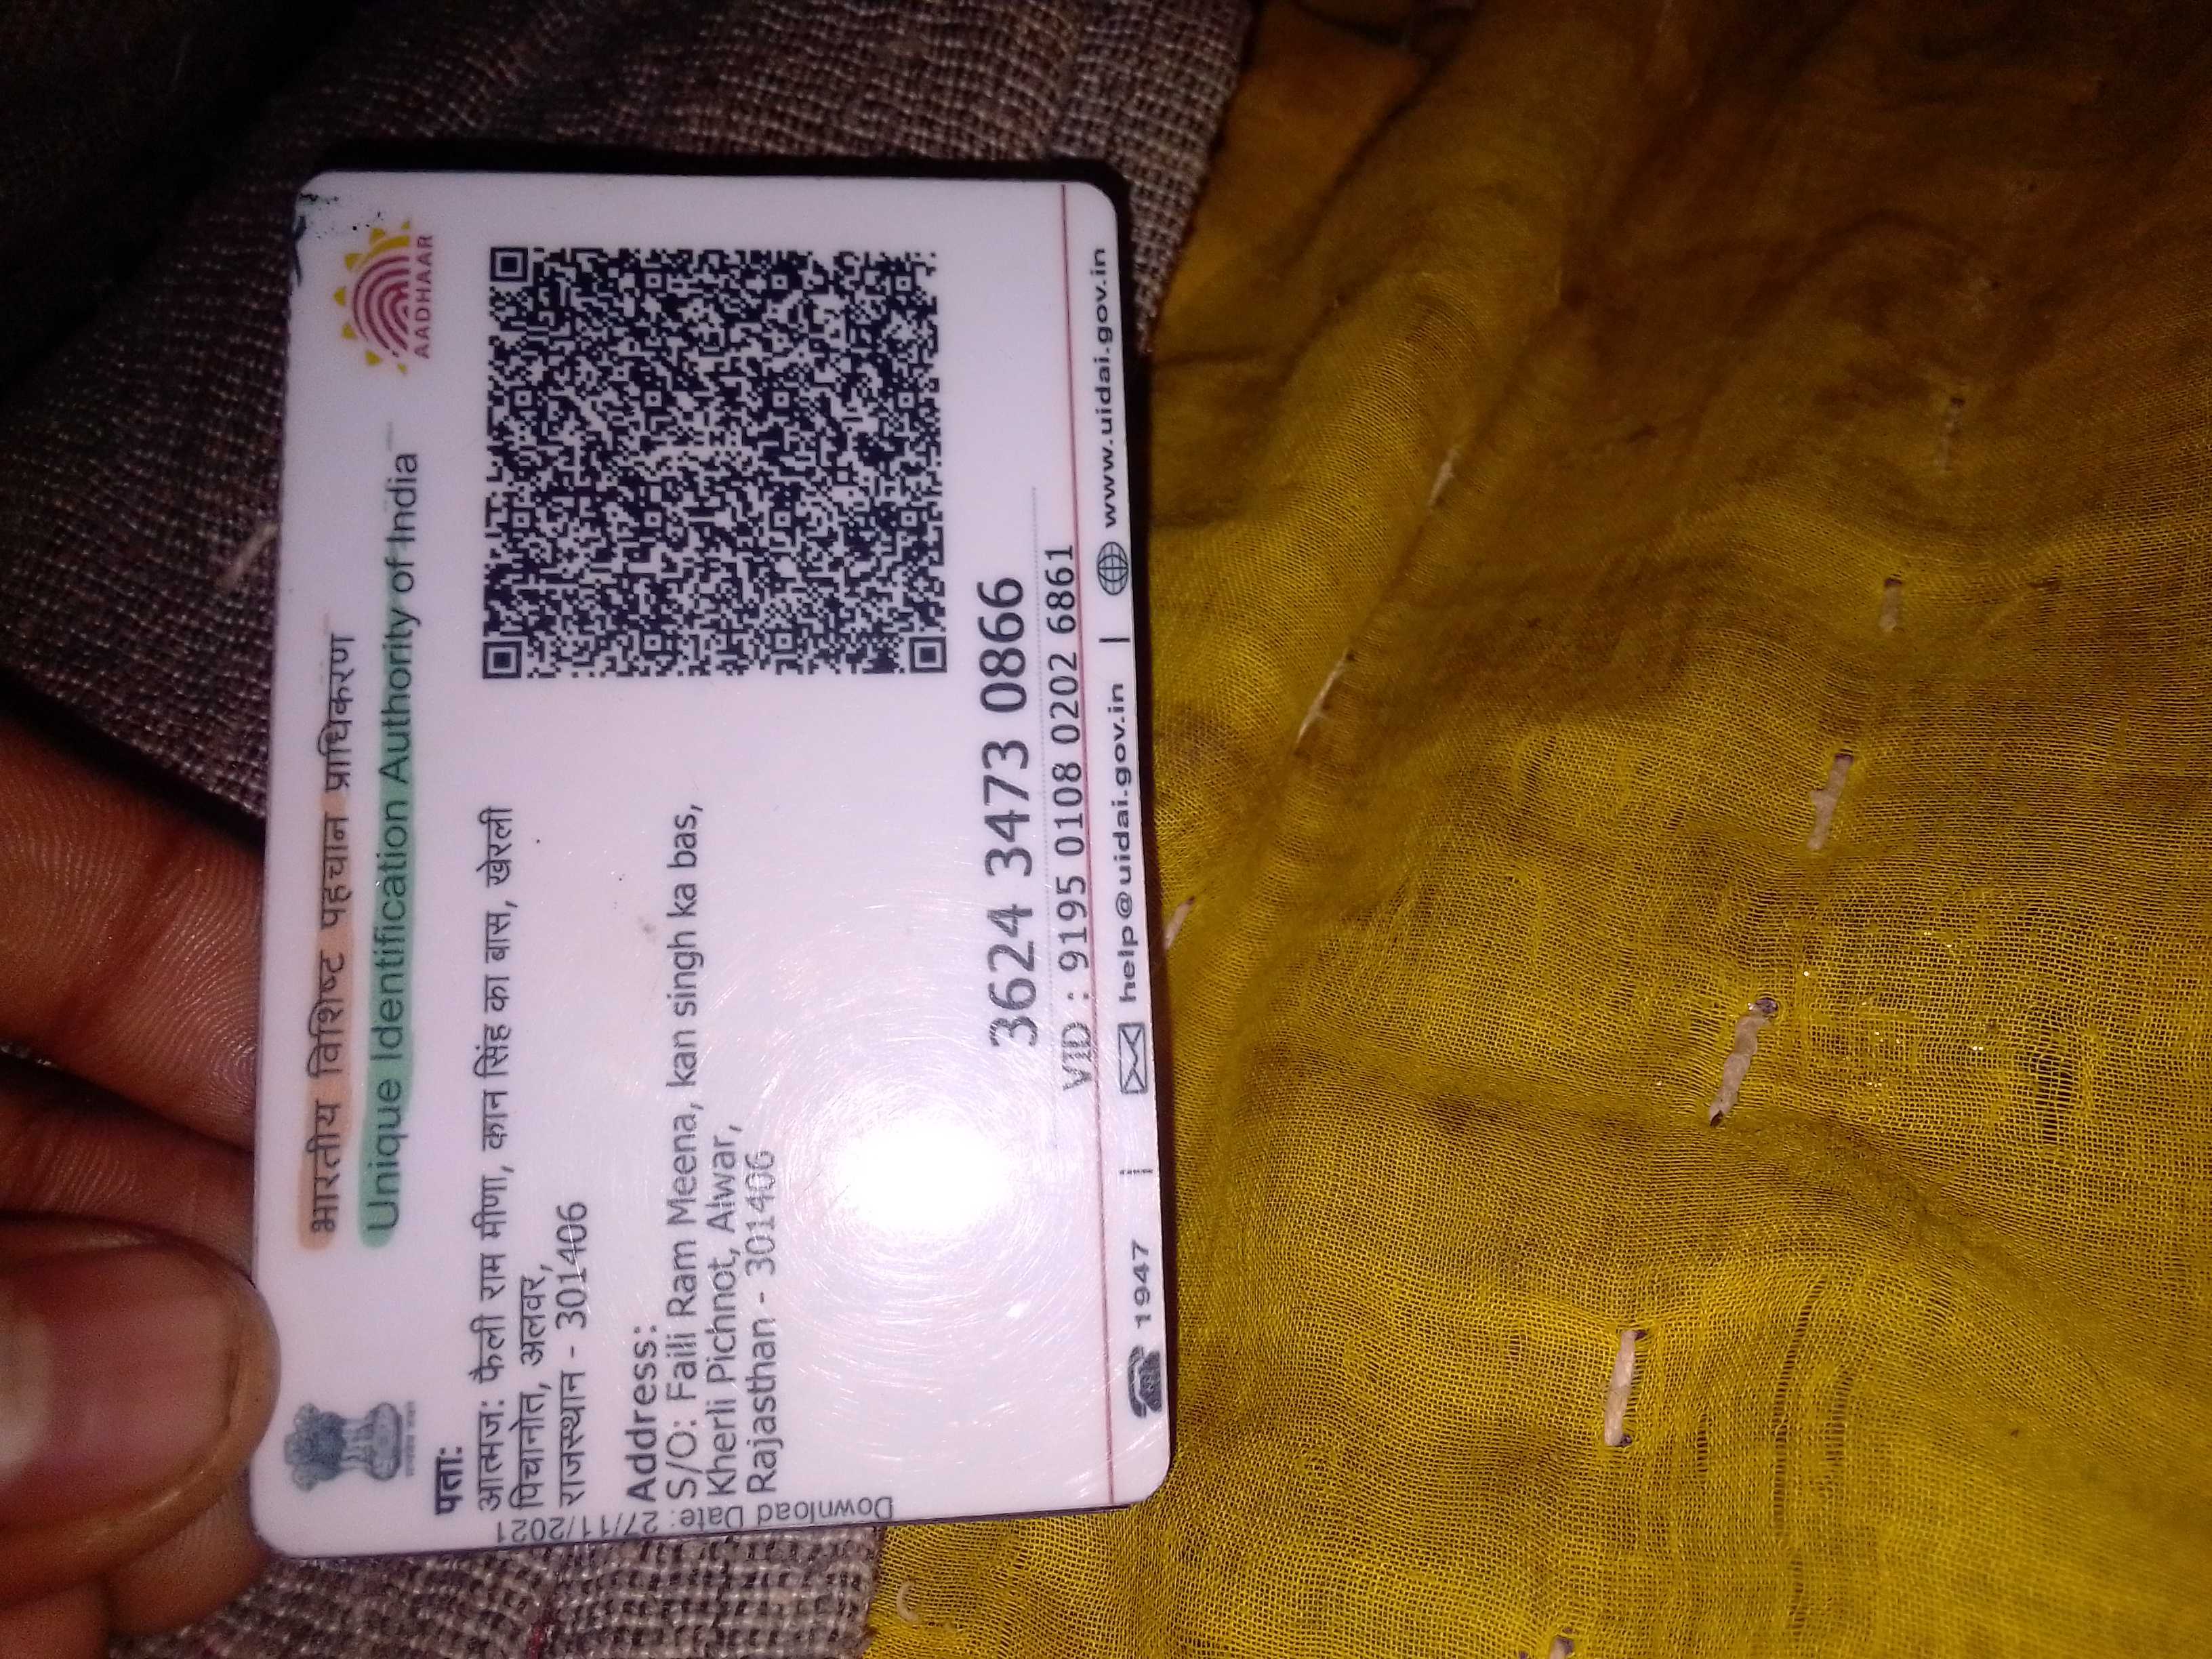 भारतीय विशिष्ट पहचान प्राधिकरण
Unique Identification Authority of India
AADHAAR
पता:
आत्मज: फैली राम मीणा, कान सिंह का बास, खेरली
पिचानोत, अलवर,
राजस्थान - 301406
Address:
S/O: Faili Ram Meena, kan singh ka bas,
Kherli Pichnot, Alwar,
Rajasthan - 301406
Download Date: 27/11/2021
3624 3473 0866
VID : 9195 0108 0202 6861
1947 | help@uidai.gov.in | www.uidai.gov.in